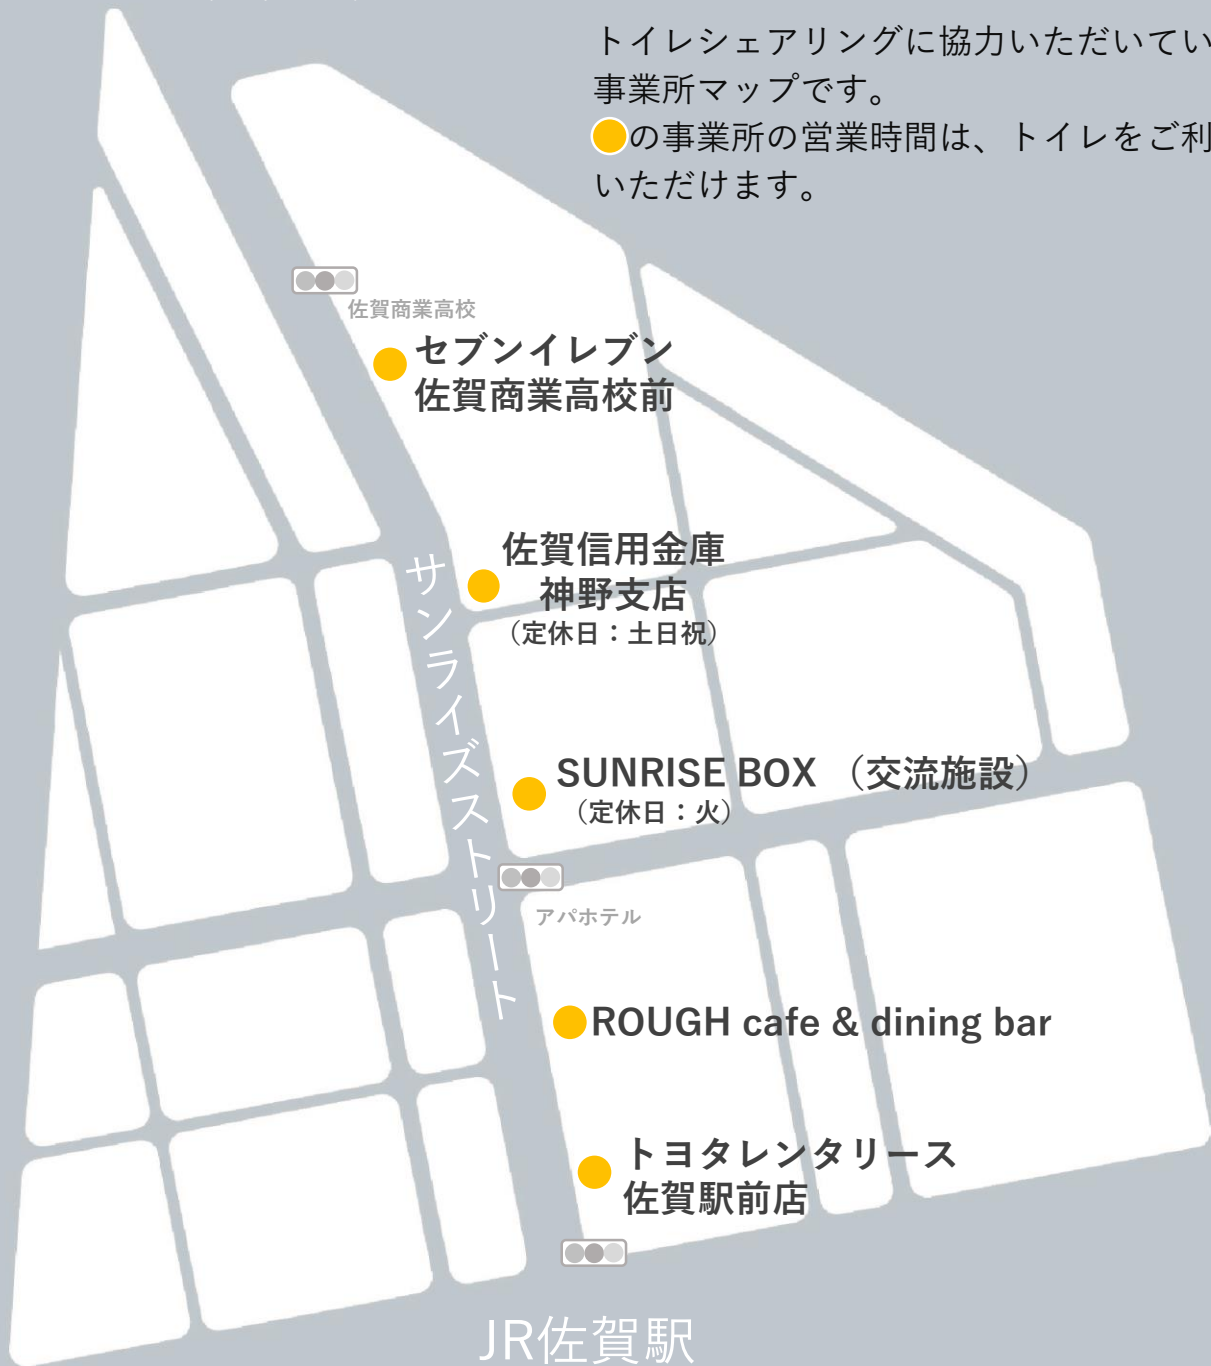 トイレシェアリングに協力いただいてい
事業所マップです。
の事業所の営業時間は、トイレをご利
いただけます。
佐賀商業高校
セブンイレブン
佐賀商業高校前
佐賀信用金庫
神野支店
（定休日：土日祝）
サンライズストリート
SUNRISE BOX （交流施設）
（定休日：火）
アパホテル
ROUGH cafe & dining bar
トヨタレンタリース
佐賀駅前店
JR佐賀駅